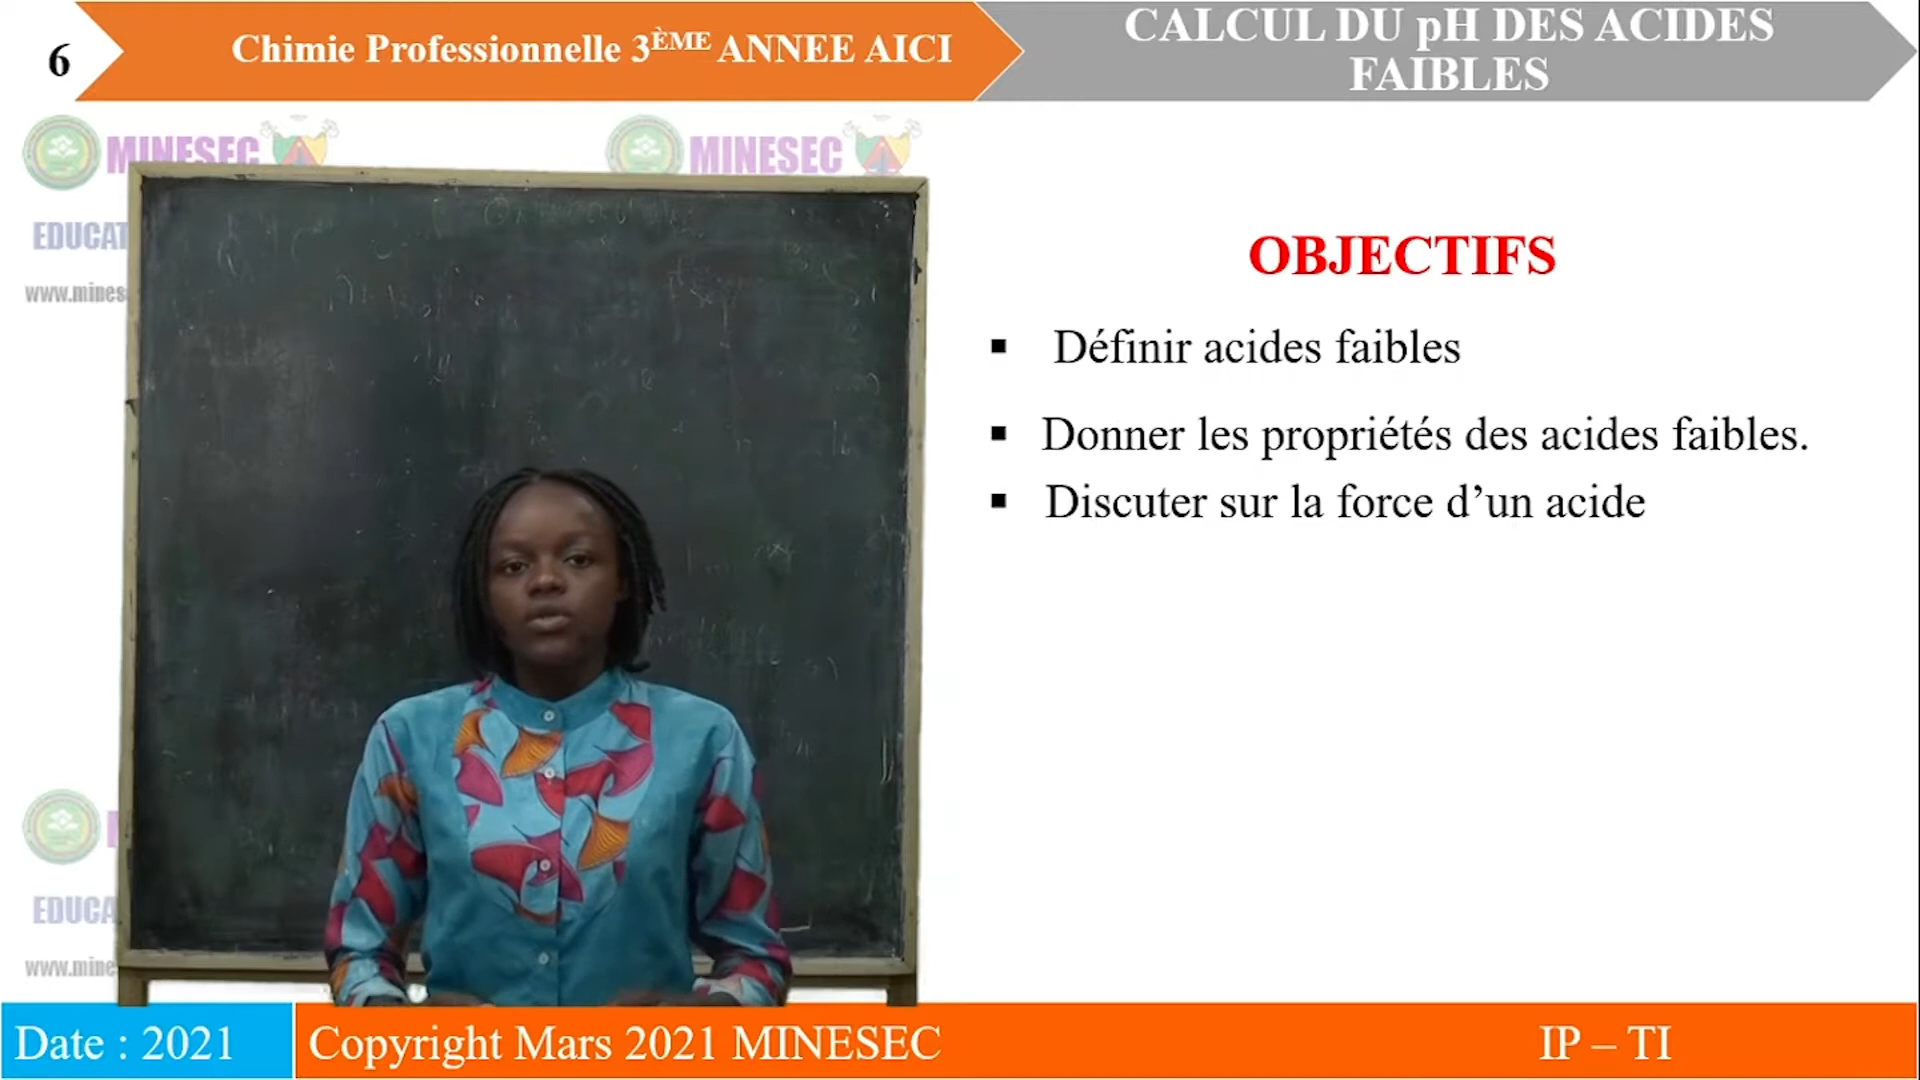 6
Chimie Professionnelle 3ÈME ANNEE AICI
CALCUL DU pH DES ACIDES
FAIBLES
MINESEC
MINESEC
EDUCAT
www.mines
OBJECTIFS
▪ Définir acides faibles
▪ Donner les propriétés des acides faibles.
▪ Discuter sur la force d’un acide
EDUCA
www.mine
Date : 2021
Copyright Mars 2021 MINESEC
IP – TI